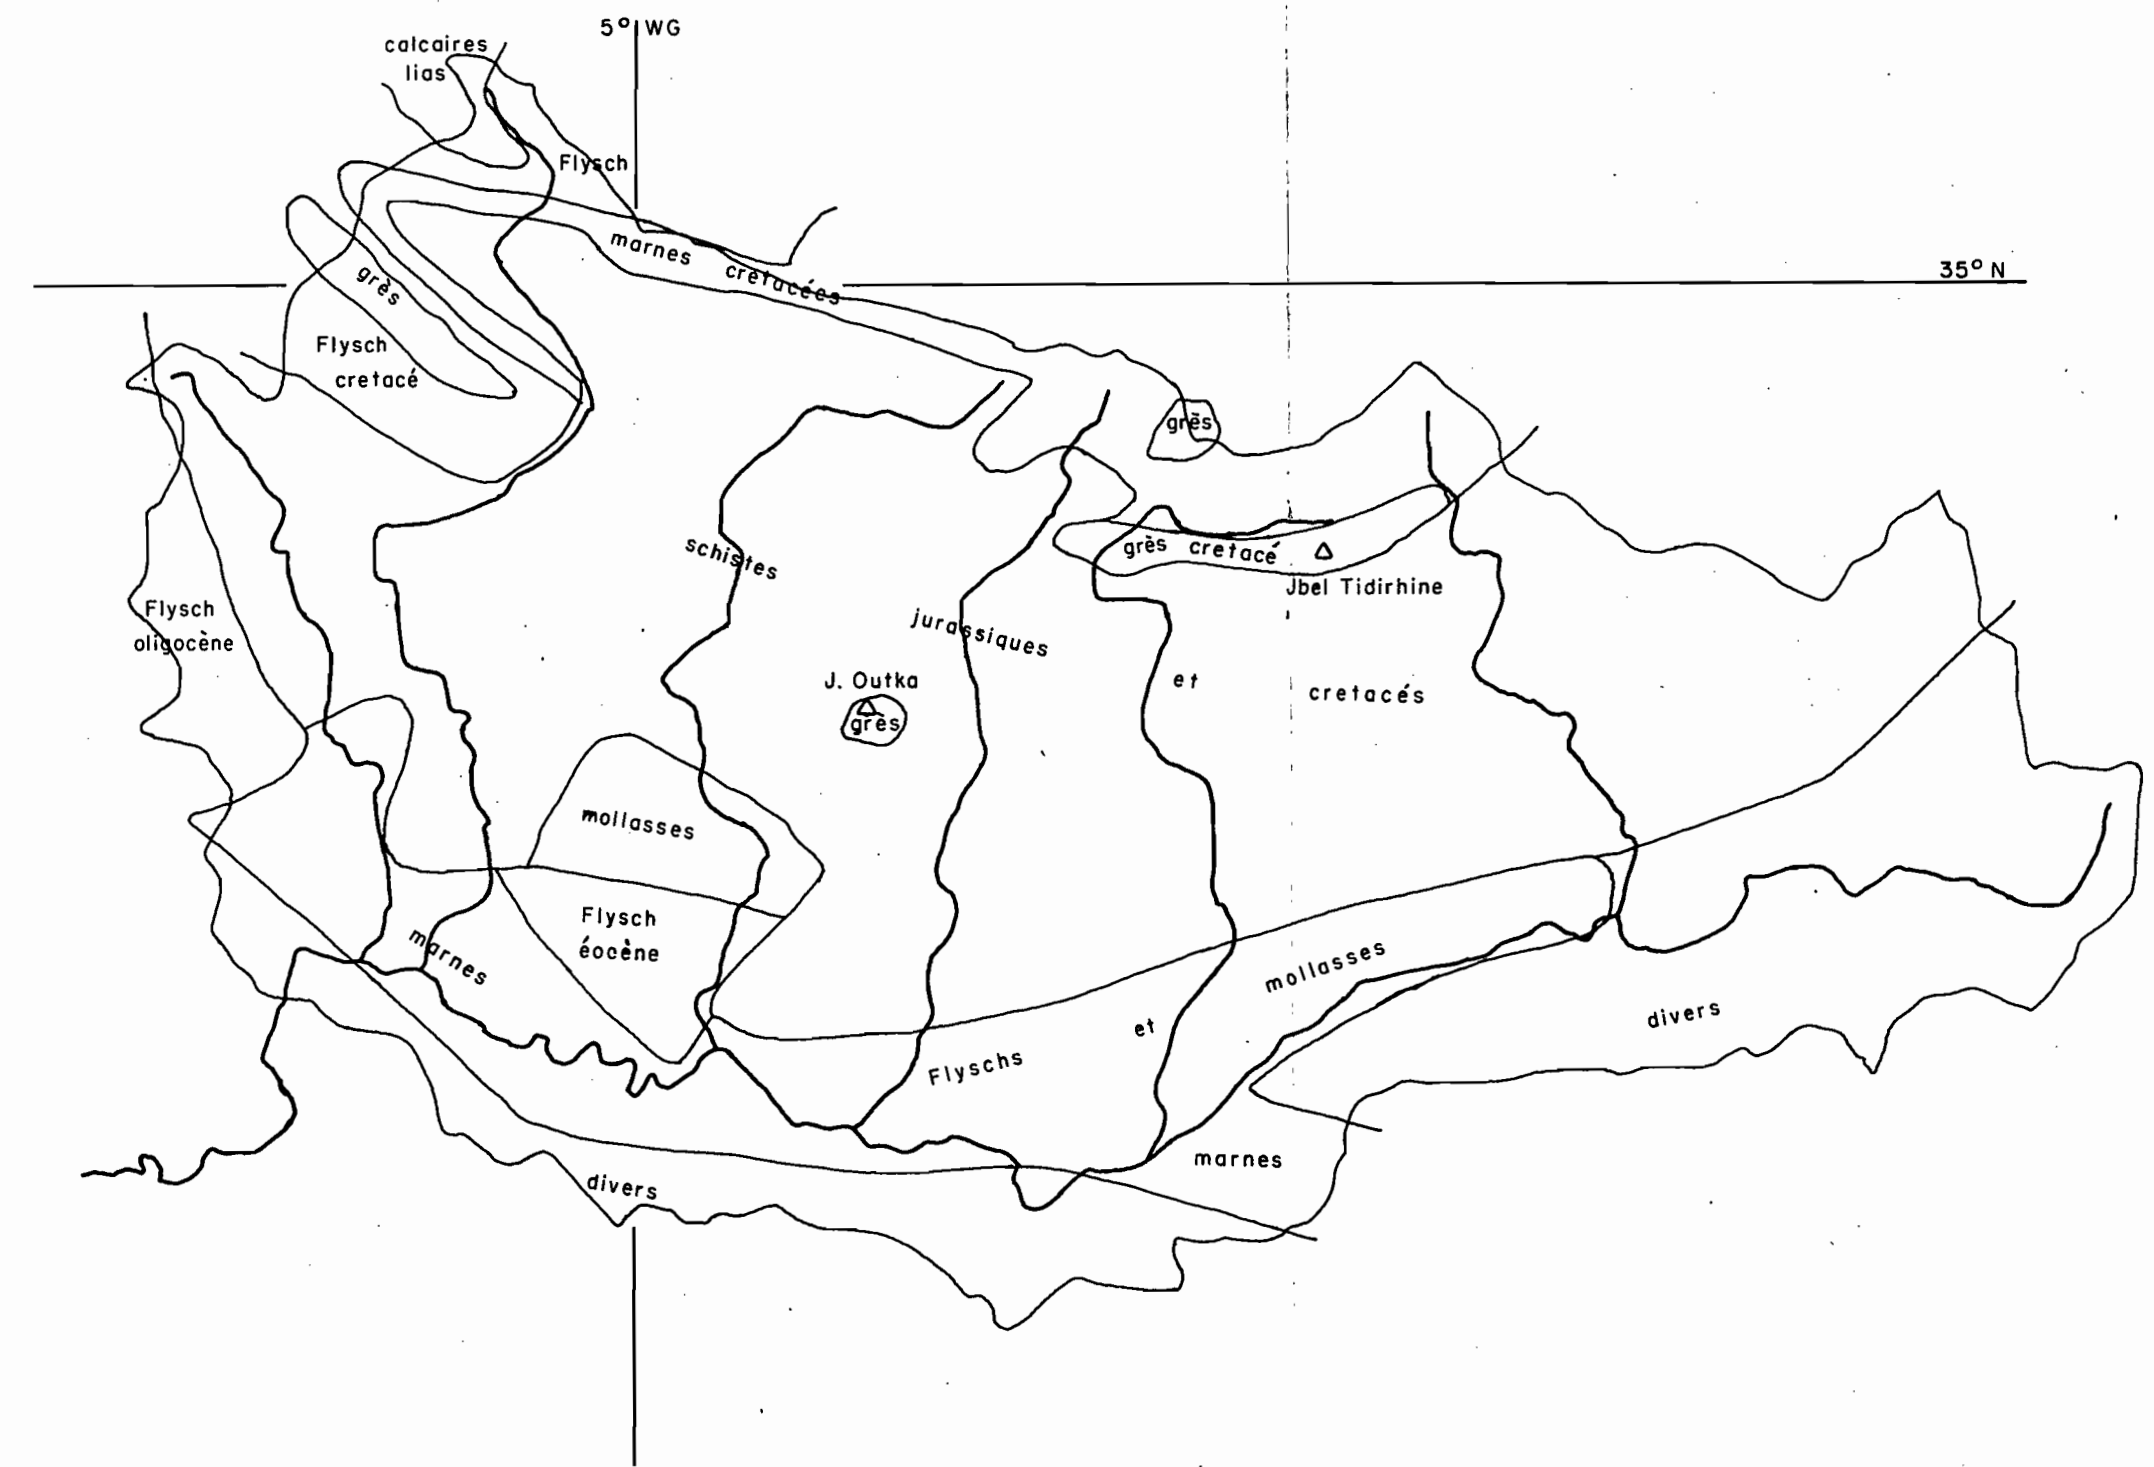 5° WG
calcaires
lias
Flysch
marnes cretacées
35° N
grès
Flysch
cretacé
grès
grès cretacé
Jbel Tidirhine
schistes
jurassiques
et
cretacés
Flysch
oligocène
J. Outka
grès
mollasses
Flysch
éocène
marnes
mollasses
et
Flyschs
divers
marnes
divers